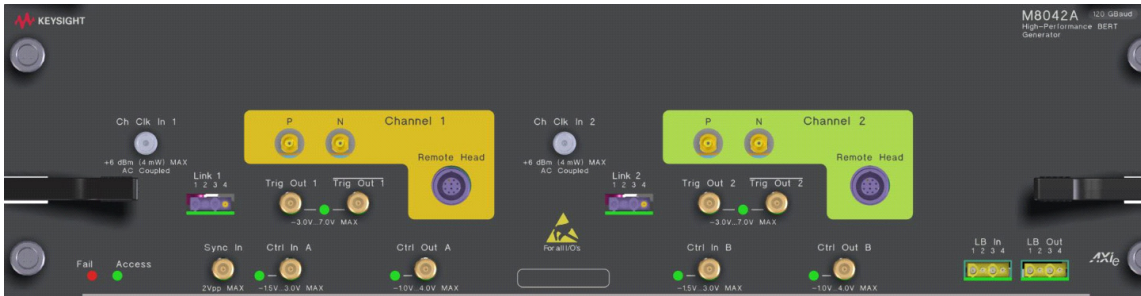 KEYSIGHT
M8042A 120 GBaud
High-Performance BERT
Generator
Ch Clk In 1
+6 dBm (4 mW) MAX
AC Coupled
P N Channel 1
Remote Head
Ch Clk In 2
+6 dBm (4 mW) MAX
AC Coupled
P N Channel 2
Remote Head
Link 1
1 2 3 4
Trig Out 1 Trig Out 1
-3.0V...7.0V MAX
Link 2
1 2 3 4
Trig Out 2 Trig Out 2
-3.0V...7.0V MAX
For all I/O's
Fail Access
Sync In
2Vpp MAX
Ctrl In A
-1.5V...3.0V MAX
Ctrl Out A
-1.0V...4.0V MAX
Ctrl In B
-1.5V...3.0V MAX
Ctrl Out B
-1.0V...4.0V MAX
LB In
1 2 3 4
LB Out
1 2 3 4
AXIe